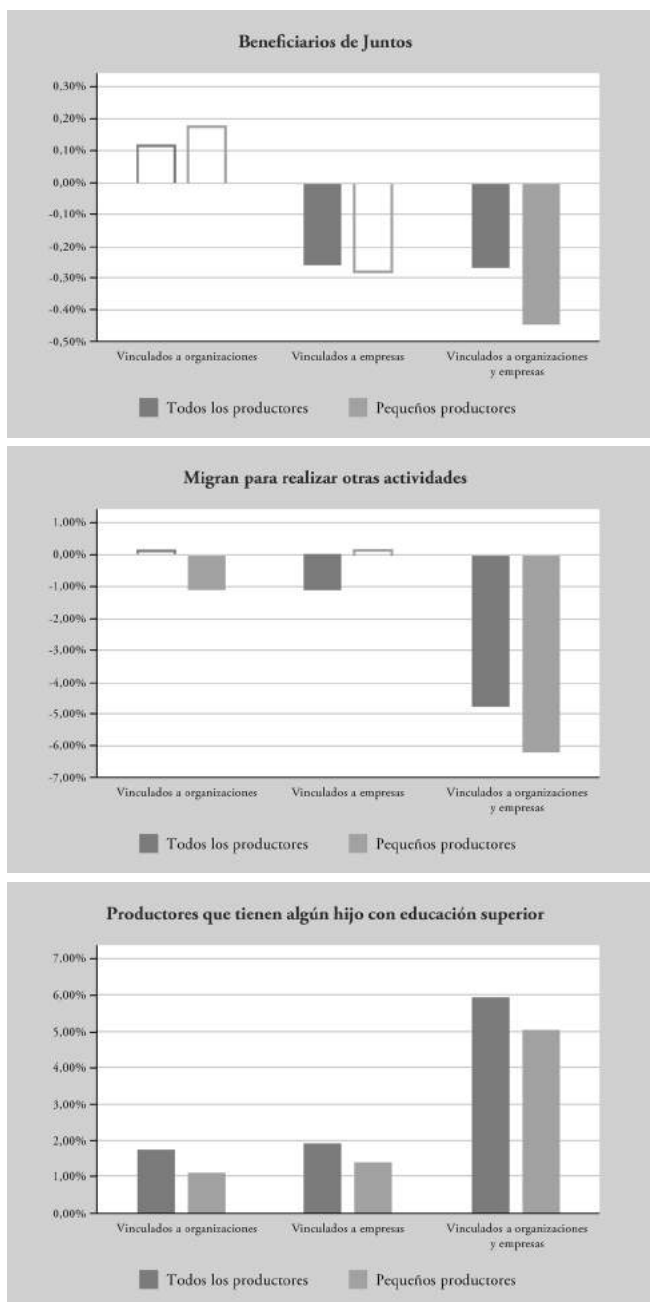 Beneficiarios de Juntos
0,30%
0,20%
0,10%
0,00%
-0,10%
-0,20%
-0,30%
-0.40%
-0,50%
Vinculados a organizaciones
Vinculados a empresas
Vinculados a organizaciones
y empresas
Todos los productores
Pequeños productores
Migran para realizar otras actividades
1,00%
0,00%
-1,00%
-2,00%
-3,00%
-4,00%
-5,00%
-6,00%
-7,00%
Vinculados a organizaciones
Vinculados a empresas
Vinculados a organizaciones
y empresas
Todos los productores
Pequeños productores
Productores que tienen algún hijo con educación superior
7,00%
6,00%
5,00%
4,00%
3,00%
2,00%
1,00%
0,00%
Vinculados a organizaciones
Vinculados a empresas
Vinculados a organizaciones
y empresas
Todos los productores
Pequeños productores